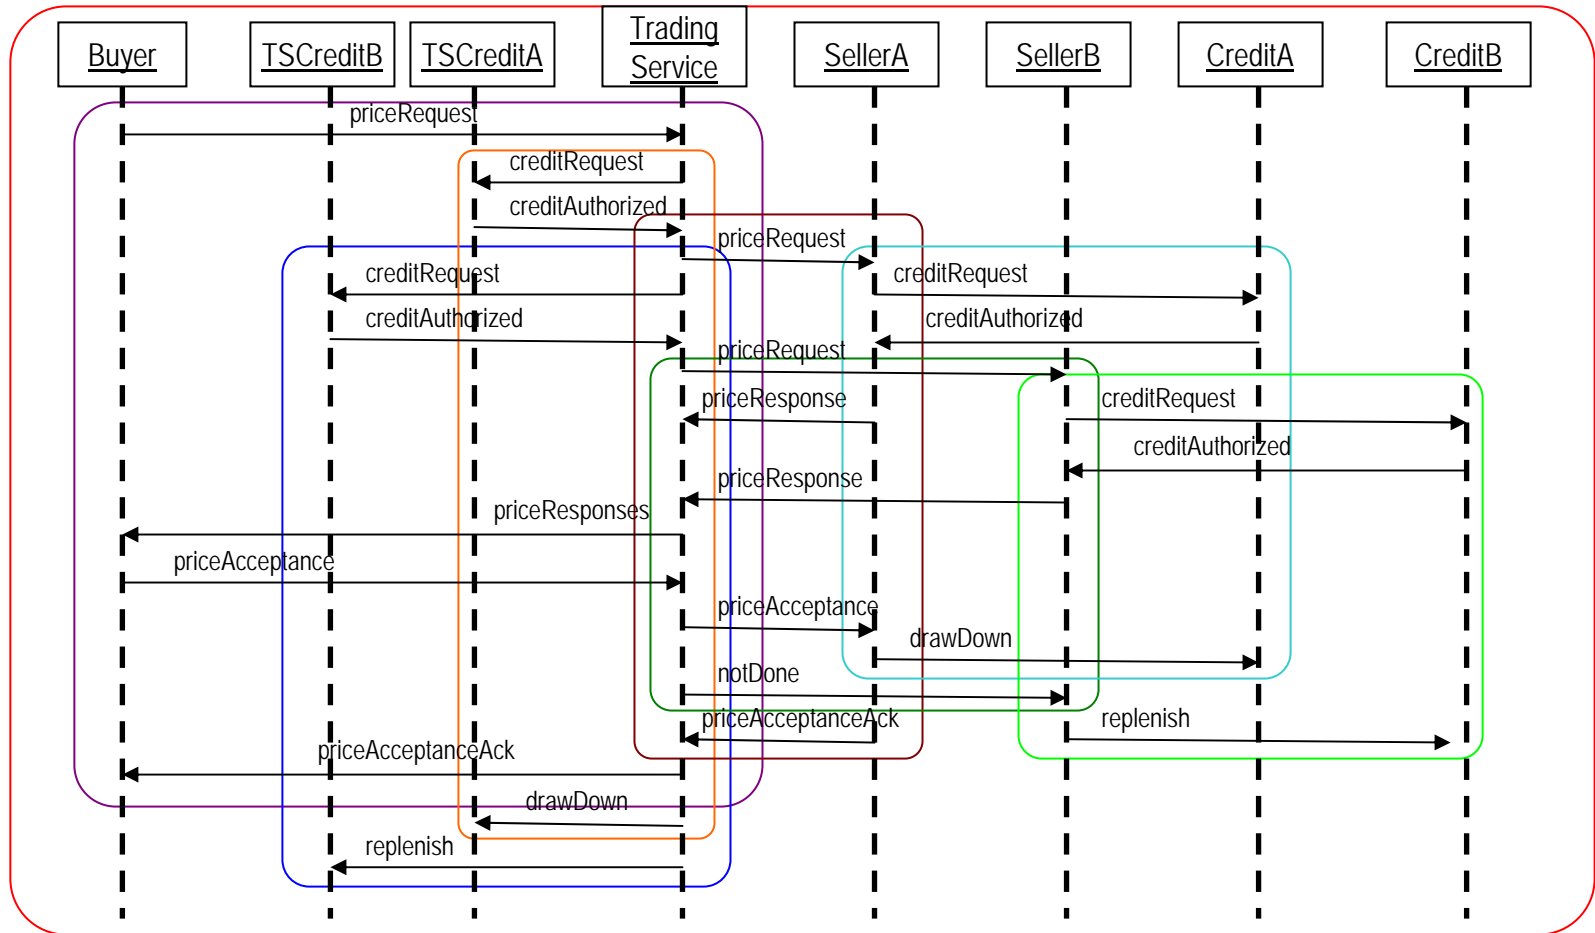 Buyer
TSCreditB
TSCreditA
Trading
Service
SellerA
SellerB
CreditA
CreditB
priceRequest
creditRequest
creditAuthorized
priceRequest
creditRequest
creditRequest
creditAuthorized
creditAuthorized
priceRequest
priceResponse
creditRequest
creditAuthorized
priceResponse
priceResponses
priceAcceptance
priceAcceptance
drawDown
notDone
priceAcceptanceAck
replenish
priceAcceptanceAck
drawDown
replenish